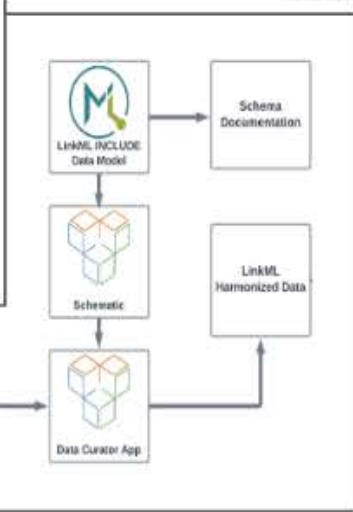 LinkML INCLUDE
Data Model
Schema
Documentation
Schematic
LinkML
Harmonized Data
Data Curator App